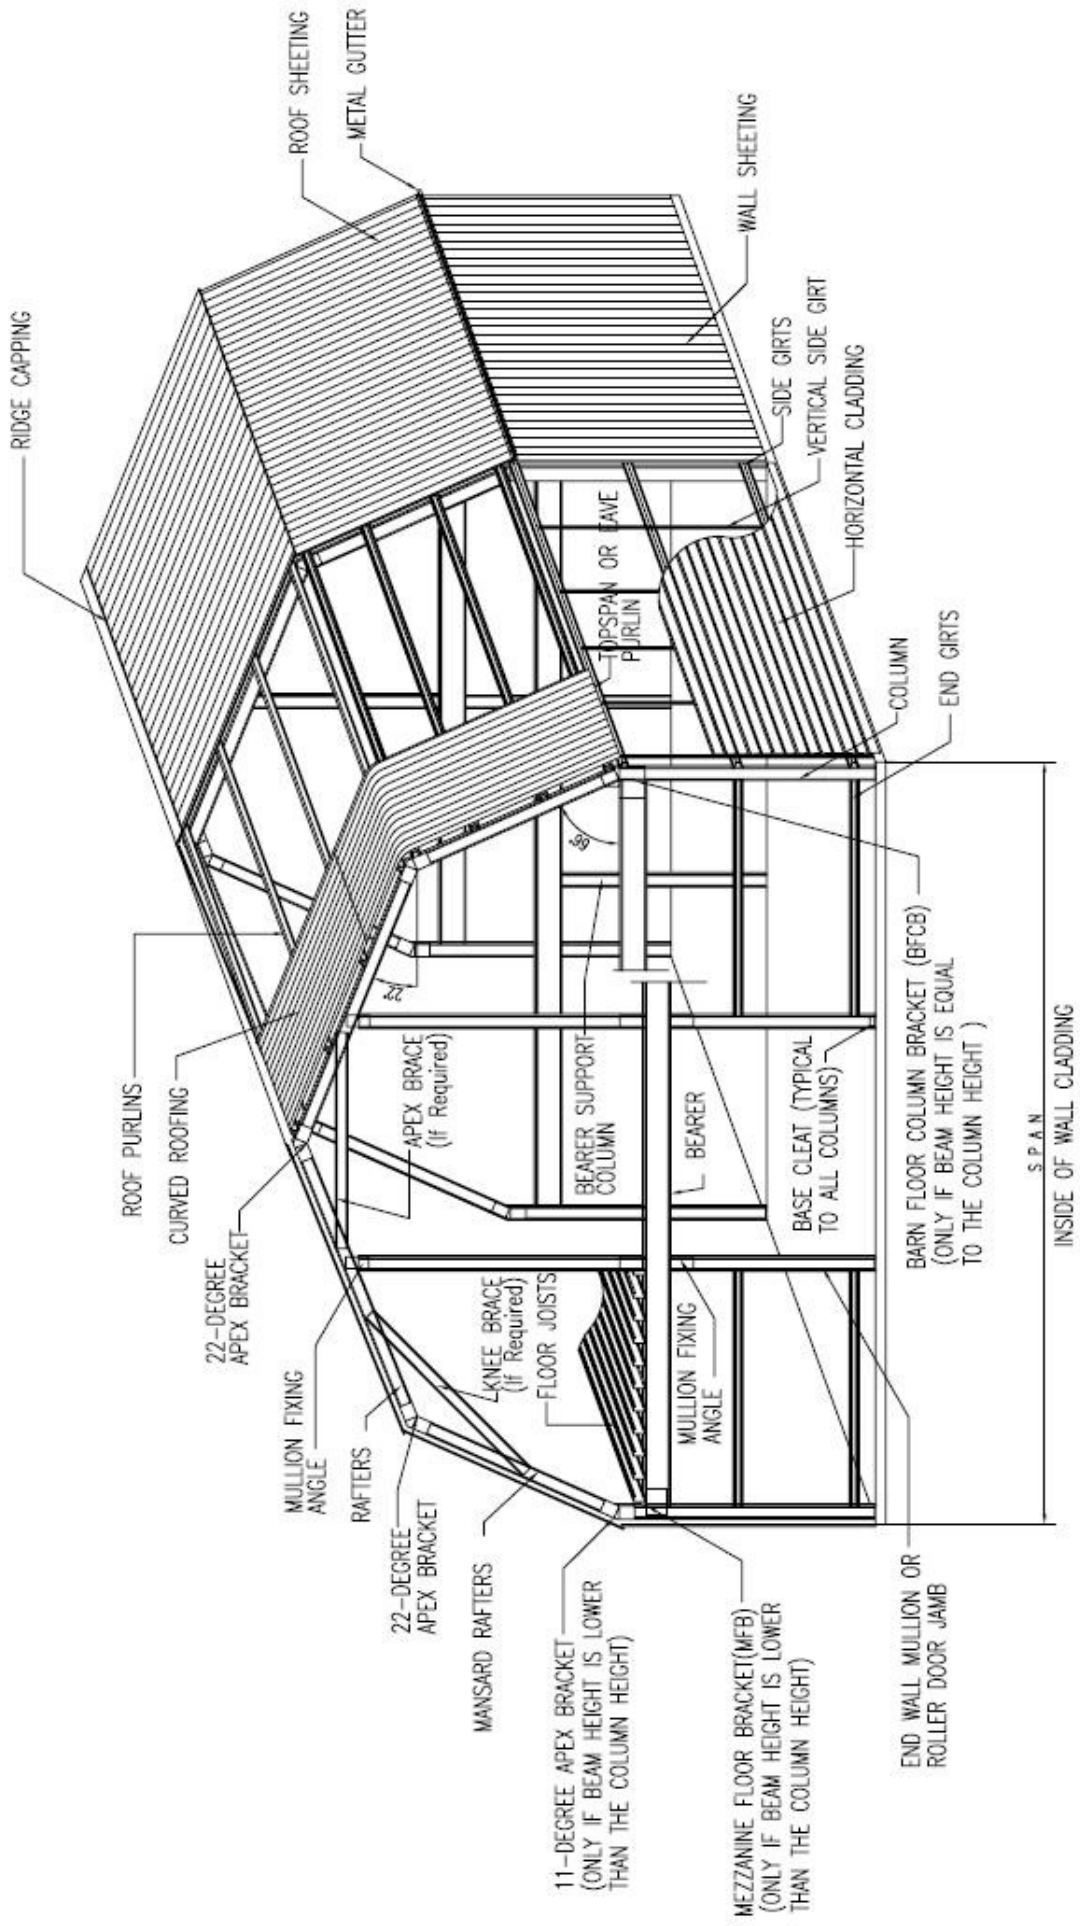 RIDGE CAPPING
ROOF SHEETING
METAL GUTTER
ROOF PURLINS
CURVED ROOFING
22-DEGREE
APEX BRACKET
MULLION FIXING
ANGLE
RAFTERS
22-DEGREE
APEX BRACKET
MANSARD RAFTERS
11-DEGREE APEX BRACKET
(ONLY IF BEAM HEIGHT IS LOWER
THAN THE COLUMN HEIGHT)
MEZZANINE FLOOR BRACKET(MFB)
(ONLY IF BEAM HEIGHT IS LOWER
THAN THE COLUMN HEIGHT)
END WALL MULLION OR
ROLLER DOOR JAMB
KNEE BRACE
(If Required)
FLOOR JOISTS
MULLION FIXING
ANGLE
APEX BRACE
(If Required)
22°
66°
BEARER SUPPORT
COLUMN
BEARER
BASE CLEAT (TYPICAL
TO ALL COLUMNS)
BARN FLOOR COLUMN BRACKET (BFCB)
(ONLY IF BEAM HEIGHT IS EQUAL
TO THE COLUMN HEIGHT )
TOPSPAN OR EAVE
PURLIN
WALL SHEETING
SIDE GIRTS
VERTICAL SIDE GIRT
HORIZONTAL CLADDING
COLUMN
END GIRTS
SPAN
INSIDE OF WALL CLADDING